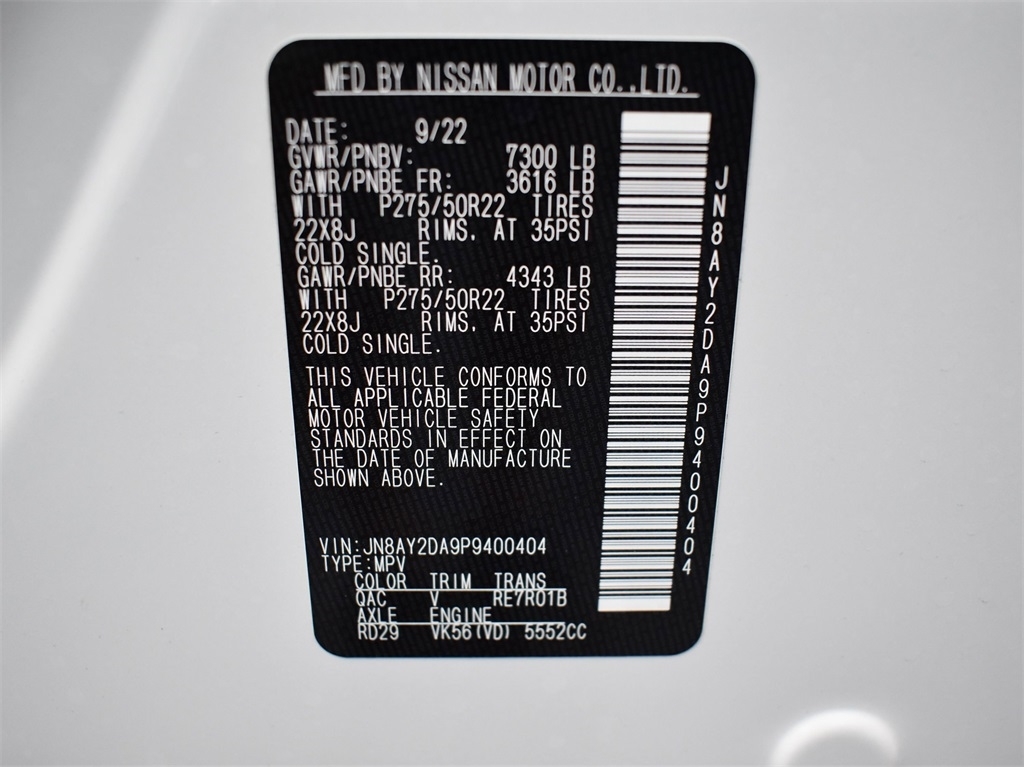 MFD BY NISSAN MOTOR CO.,LTD.
DATE: 9/22
GVWR/PNBV: 7300 LB
GAWR/PNBE FR: 3616 LB
WITH P275/50R22 TIRES
22X8J RIMS. AT 35PSI
COLD SINGLE.
GAWR/PNBE RR: 4343 LB
WITH P275/50R22 TIRES
22X8J RIMS. AT 35PSI
COLD SINGLE.
THIS VEHICLE CONFORMS TO
ALL APPLICABLE FEDERAL
MOTOR VEHICLE SAFETY
STANDARDS IN EFFECT ON
THE DATE OF MANUFACTURE
SHOWN ABOVE.
VIN:JN8AY2DA9P9400404
TYPE:MPV
COLOR TRIM TRANS
QAC V RE7R01B
AXLE ENGINE
RD29 VK56(VD) 5552CC
JN8AY2DA9P9400404